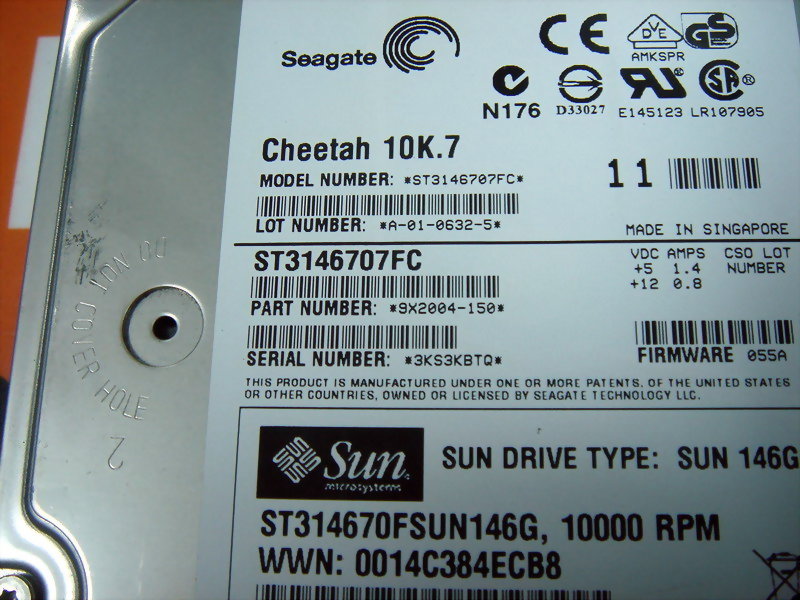 Seagate
CE
DVE
GS
AMKSPR
N176 D33027 E145123 LR107905
Cheetah 10K.7
MODEL NUMBER: *ST3146707FC*
11
LOT NUMBER: *A-01-0632-5*
MADE IN SINGAPORE
ST3146707FC
VDC AMPS CSO LOT
+5 1.4 NUMBER
+12 0.8
PART NUMBER: *9X2004-150*
SERIAL NUMBER: *3KS3KBTQ*
FIRMWARE 055A
THIS PRODUCT IS MANUFACTURED UNDER ONE OR MORE PATENTS. OF THE UNITED STATES
OR OTHER COUNTRIES, OWNED OR LICENSED BY SEAGATE TECHNOLOGY LLC.
Sun
microsystems
SUN DRIVE TYPE: SUN 146G
ST314670FSUN146G, 10000 RPM
WWN: 0014C384ECB8
DO NOT COVER HOLE
2